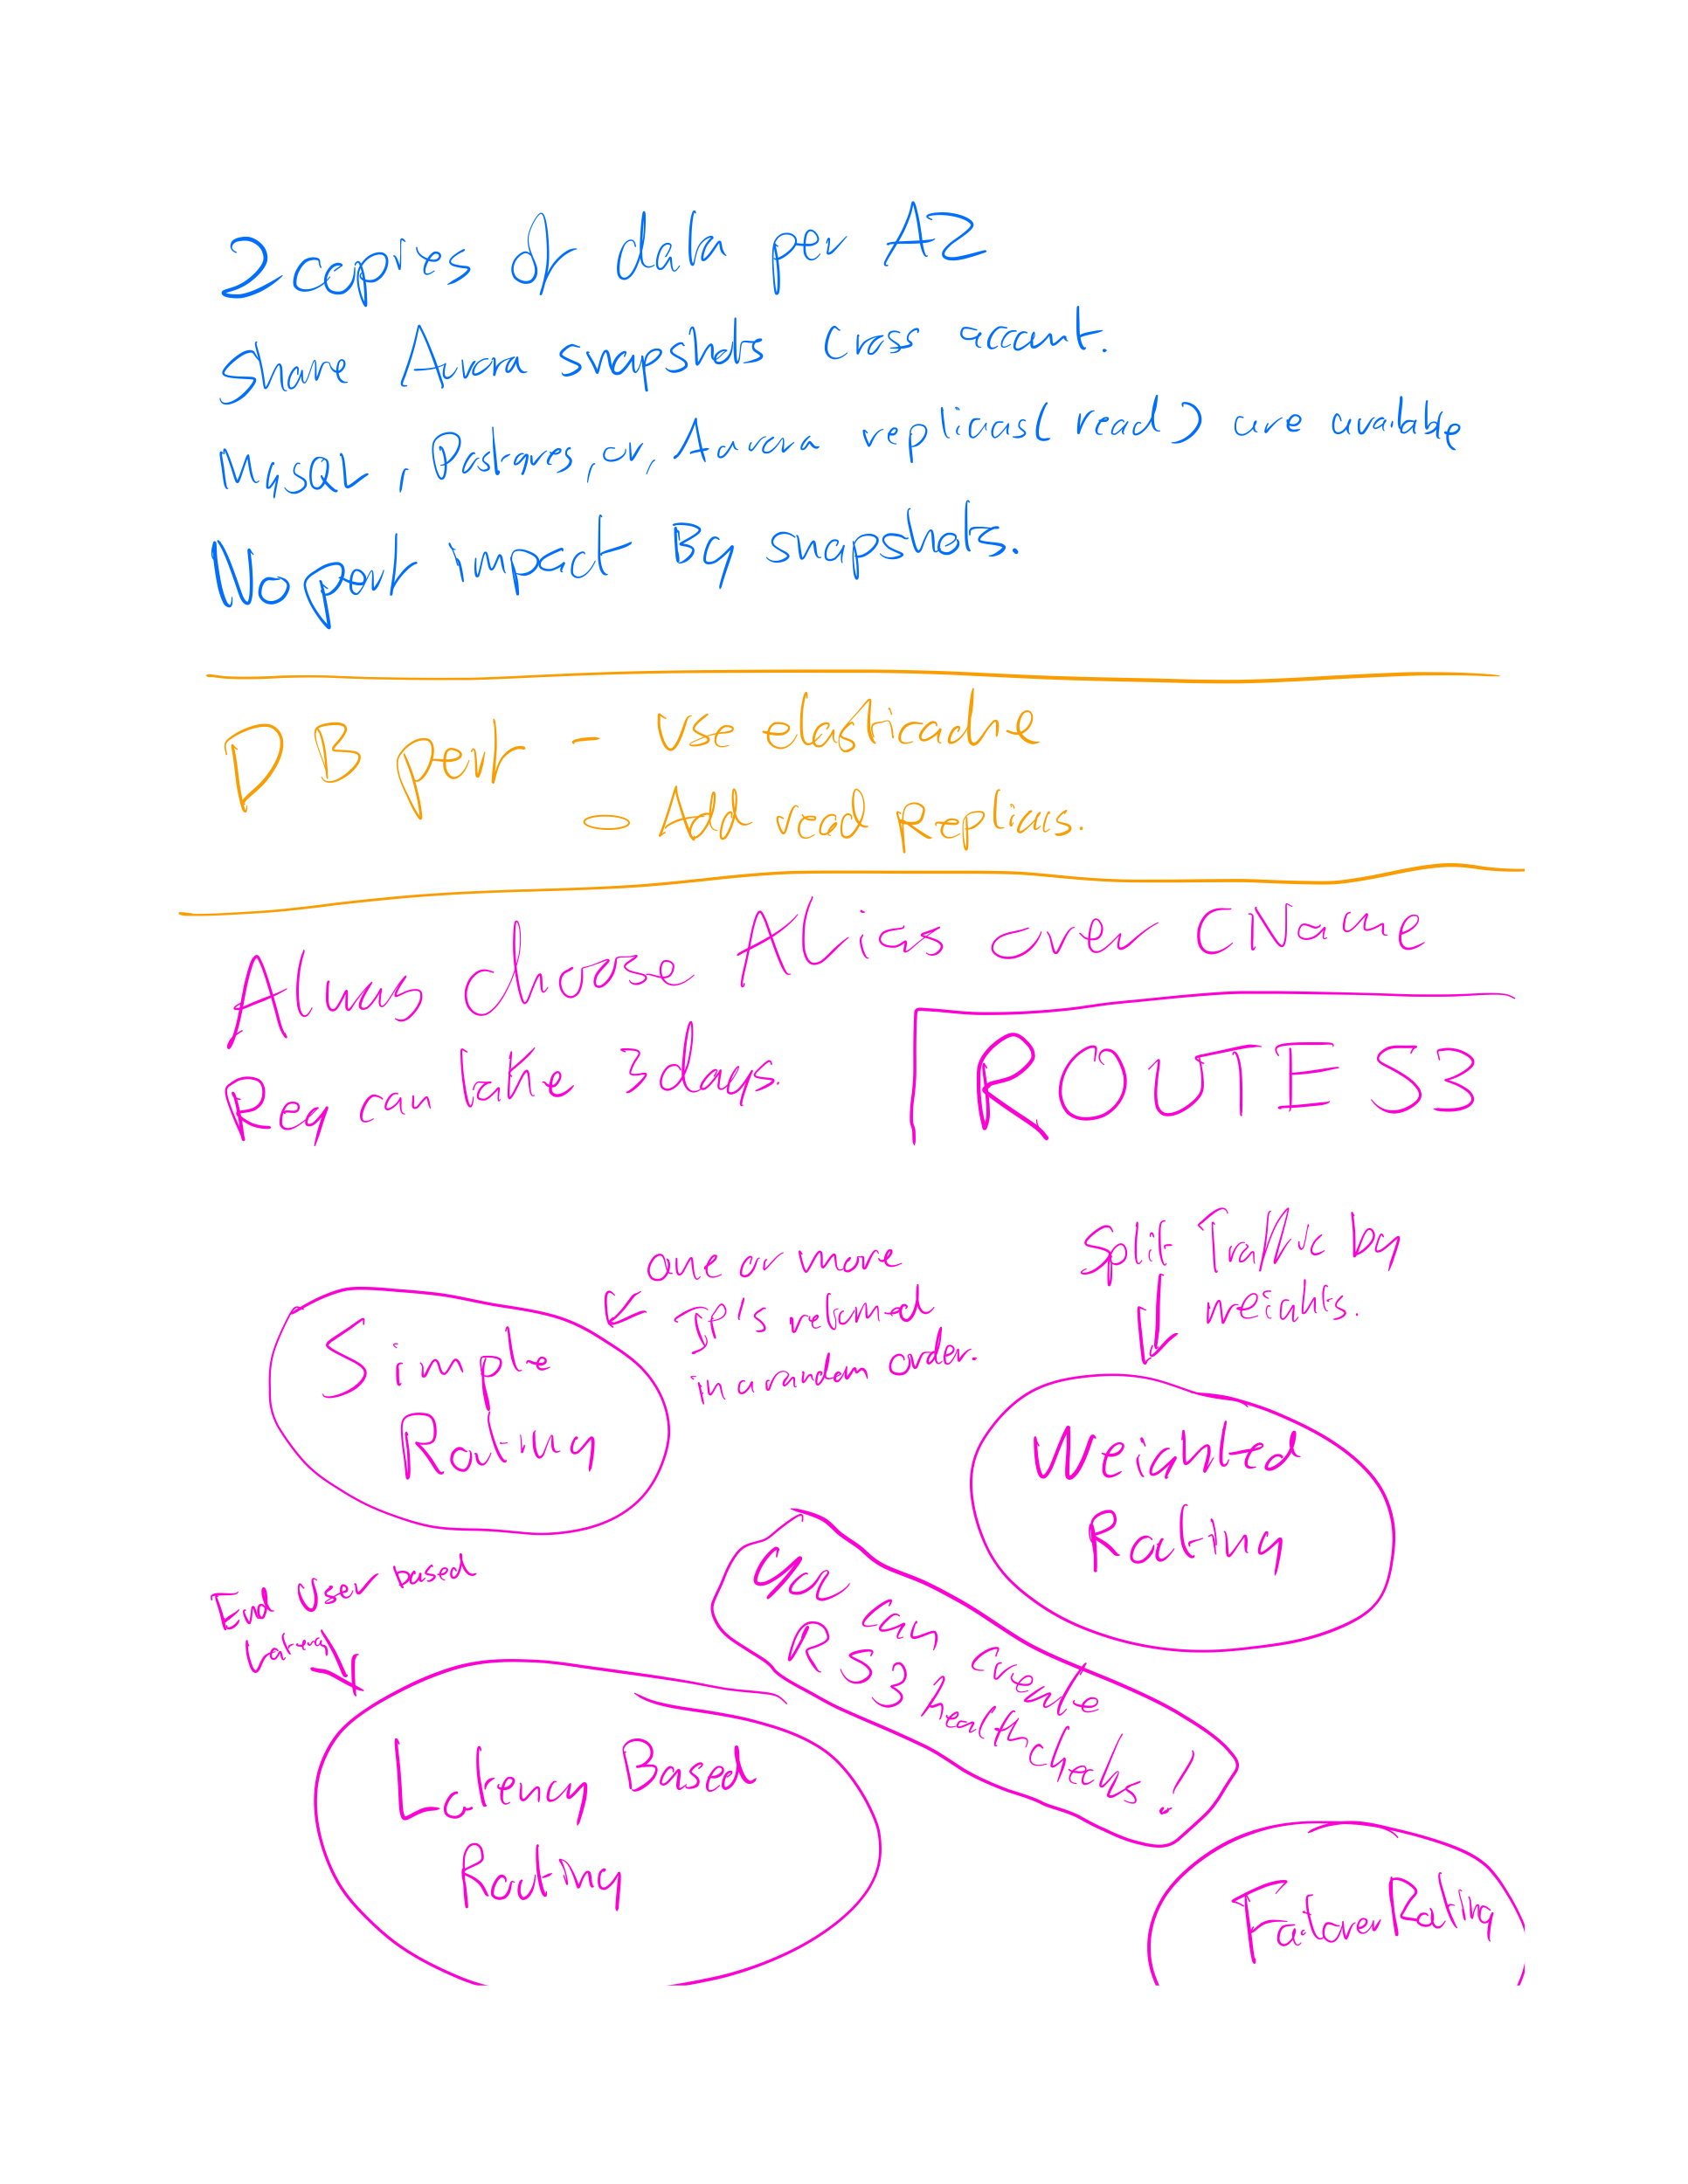 2 copies of data per AZ
Share Aurora snapshots cross account.
MySQL, Postgres, or, Aurora replicas (read) are available
No perf impact By snapshots.
DB perf - use elasticache
- Add read Replicas.
Always choose Alias over CName
Reg can take 3 days.
ROUTE 53
one or more
IP's returned
in a random order.
Simple
Routing
Split Traffic by
weights.
Weighted
Routing
You can create
R53 healthchecks!
End User based
Latency
Latency Based
Routing
Failover Routing